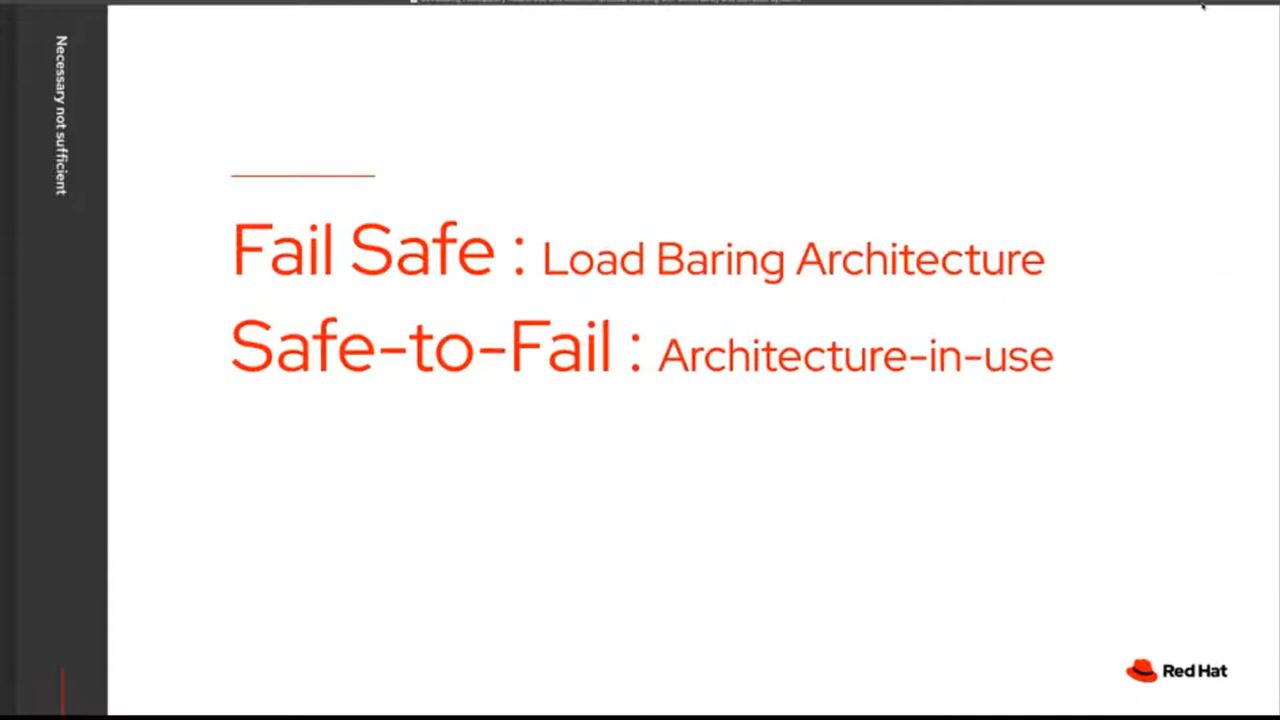 Necessary not sufficient
Fail Safe : Load Baring Architecture
Safe-to-Fail : Architecture-in-use
Red Hat